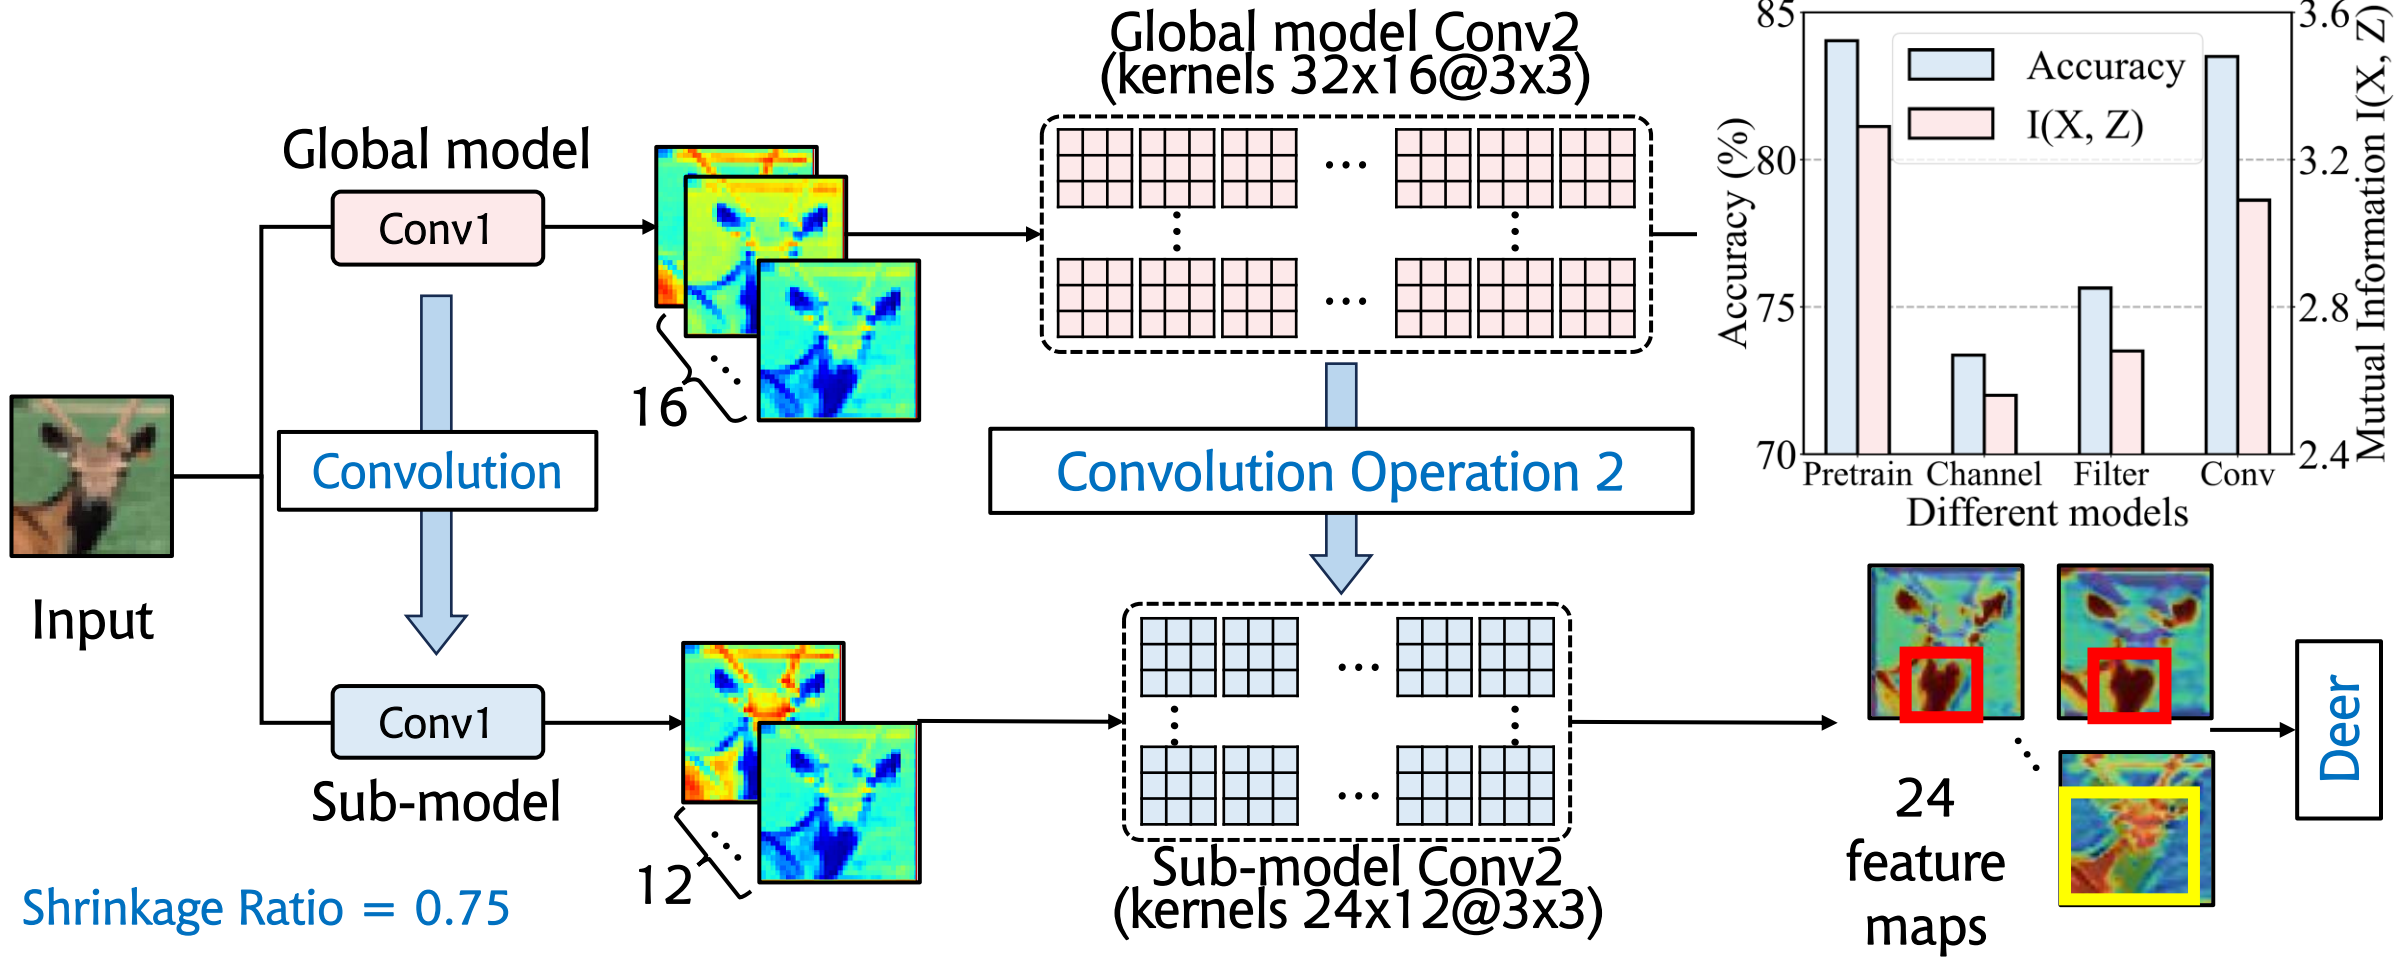 Global model
Conv1
16
Global model Conv2
(kernels 32x16@3x3)
Convolution
Convolution Operation 2
Input
Conv1
Sub-model
12
Sub-model Conv2
(kernels 24x12@3x3)
Shrinkage Ratio = 0.75
24
feature
maps
Deer
Accuracy
I(X, Z)
Accuracy (%)
85
80
75
70
Mutual Information I(X, Z)
3.6
3.2
2.8
2.4
Pretrain Channel Filter Conv
Different models